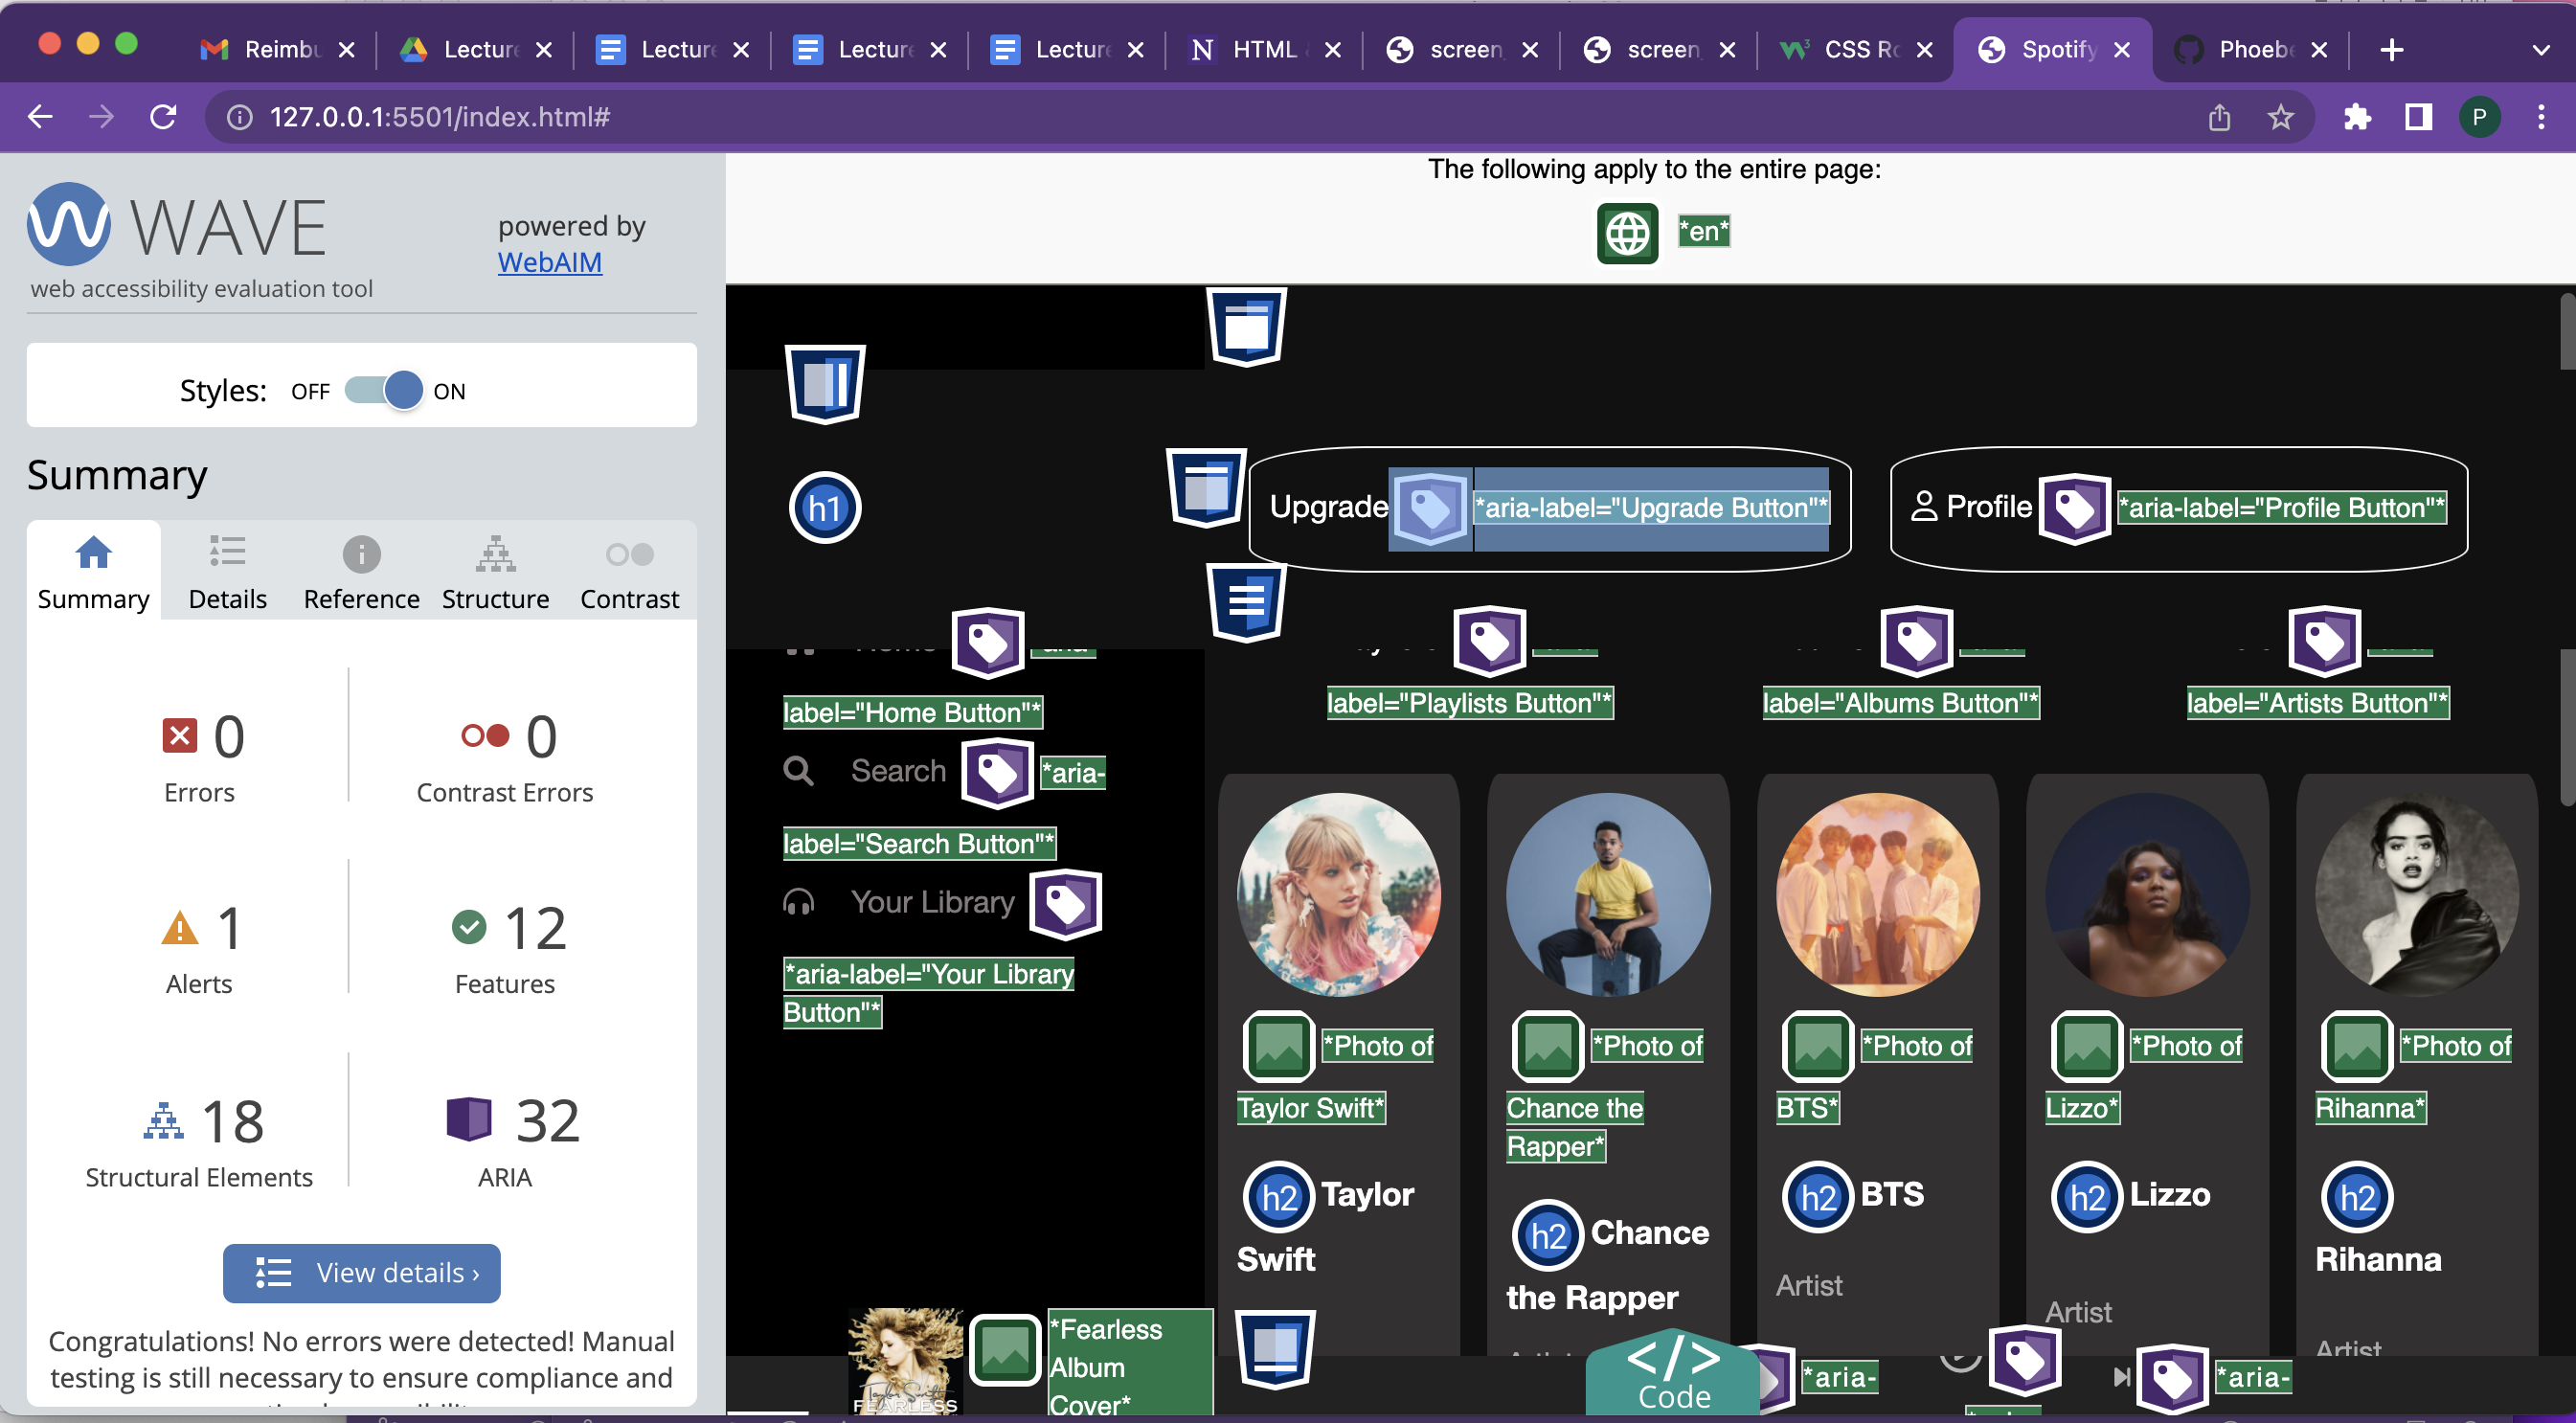 Reimbu
Lecture
Lecture
Lecture
Lecture
HTML
screen
screen
CSS Ro
Spotify
Phoebe
127.0.0.1:5501/index.html#
P
WAVE
powered by
WebAIM
web accessibility evaluation tool
Styles: OFF ON
Summary
Summary Details Reference Structure Contrast
0 0
Errors Contrast Errors
1 12
Alerts Features
18 32
Structural Elements ARIA
View details ›
Congratulations! No errors were detected! Manual
testing is still necessary to ensure compliance and
The following apply to the entire page:
*en*
h1
Upgrade *aria-label="Upgrade Button"*
Profile *aria-label="Profile Button"*
label="Home Button"*
Search *aria-
label="Search Button"*
Your Library
*aria-label="Your Library
Button"*
label="Playlists Button"* label="Albums Button"* label="Artists Button"*
*Photo of
Taylor Swift*
h2 Taylor
Swift
*Photo of
Chance the
Rapper*
h2 Chance
the Rapper
*Photo of
BTS*
h2 BTS
Artist
*Photo of
Lizzo*
h2 Lizzo
Artist
*Photo of
Rihanna*
h2
Rihanna
Artist
Taylor Swift
FEARLESS
*Fearless
Album
Cover*
</>
Code
*aria-
*aria-